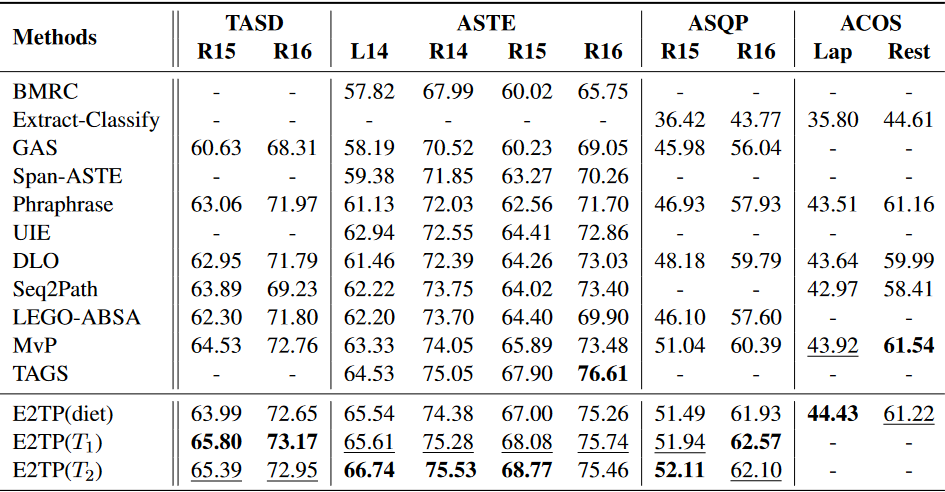 Methods TASD ASTE ASQP ACOS
R15 R16 L14 R14 R15 R16 R15 R16 Lap Rest
BMRC - - 57.82 67.99 60.02 65.75 - - - -
Extract-Classify - - - - - - 36.42 43.77 35.80 44.61
GAS 60.63 68.31 58.19 70.52 60.23 69.05 45.98 56.04 - -
Span-ASTE - - 59.38 71.85 63.27 70.26 - - - -
Phraphrase 63.06 71.97 61.13 72.03 62.56 71.70 46.93 57.93 43.51 61.16
UIE - - 62.94 72.55 64.41 72.86 - - - -
DLO 62.95 71.79 61.46 72.39 64.26 73.03 48.18 59.79 43.64 59.99
Seq2Path 63.89 69.23 62.22 73.75 64.02 73.40 - - 42.97 58.41
LEGO-ABSA 62.30 71.80 62.20 73.70 64.40 69.90 46.10 57.60 - -
MvP 64.53 72.76 63.33 74.05 65.89 73.48 51.04 60.39 43.92 61.54
TAGS - - 64.53 75.05 67.90 76.61 - - - -
E2TP(diet) 63.99 72.65 65.54 74.38 67.00 75.26 51.49 61.93 44.43 61.22
E2TP(T1) 65.80 73.17 65.61 75.28 68.08 75.74 51.94 62.57 - -
E2TP(T2) 65.39 72.95 66.74 75.53 68.77 75.46 52.11 62.10 - -